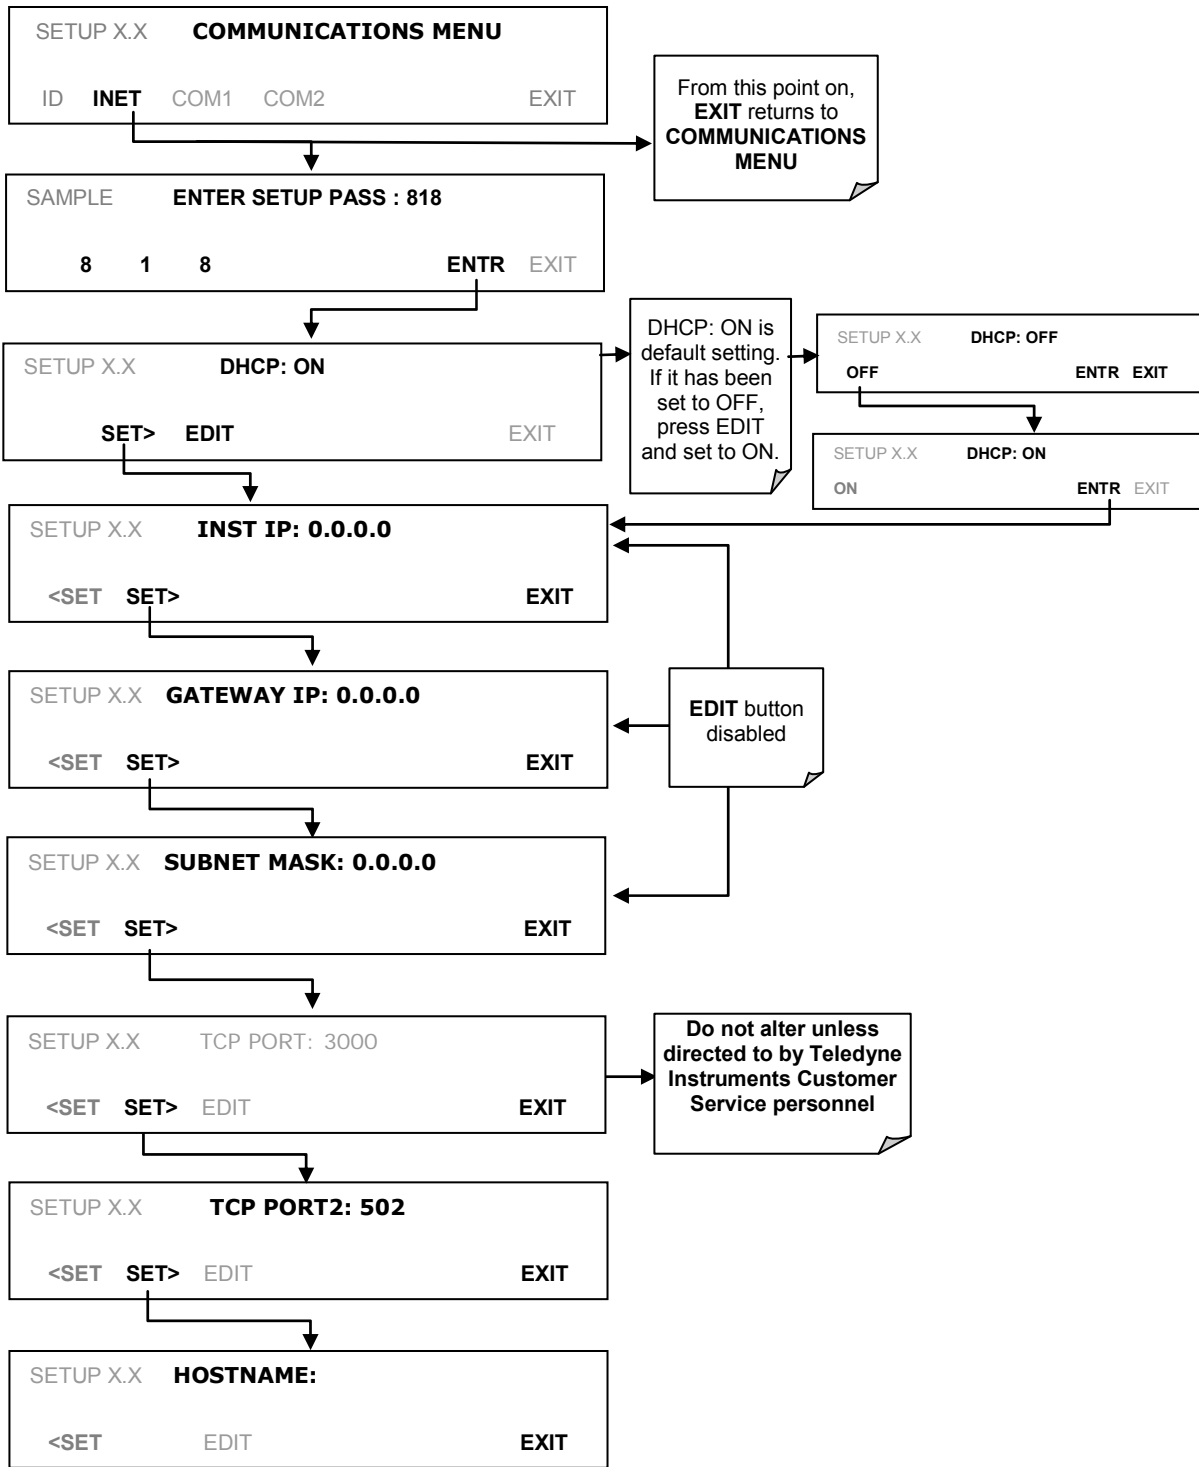 SETUP X.X COMMUNICATIONS MENU
ID INET COM1 COM2 EXIT
From this point on,
EXIT returns to
COMMUNICATIONS
MENU
SAMPLE ENTER SETUP PASS : 818
8 1 8 ENTR EXIT
SETUP X.X DHCP: ON
SET> EDIT EXIT
DHCP: ON is
default setting.
If it has been
set to OFF,
press EDIT
and set to ON.
SETUP X.X DHCP: OFF
OFF ENTR EXIT
SETUP X.X DHCP: ON
ON ENTR EXIT
SETUP X.X INST IP: 0.0.0.0
<SET SET> EXIT
SETUP X.X GATEWAY IP: 0.0.0.0
<SET SET> EXIT
EDIT button
disabled
SETUP X.X SUBNET MASK: 0.0.0.0
<SET SET> EXIT
SETUP X.X TCP PORT: 3000
<SET SET> EDIT EXIT
Do not alter unless
directed to by Teledyne
Instruments Customer
Service personnel
SETUP X.X TCP PORT2: 502
<SET SET> EDIT EXIT
SETUP X.X HOSTNAME:
<SET EDIT EXIT